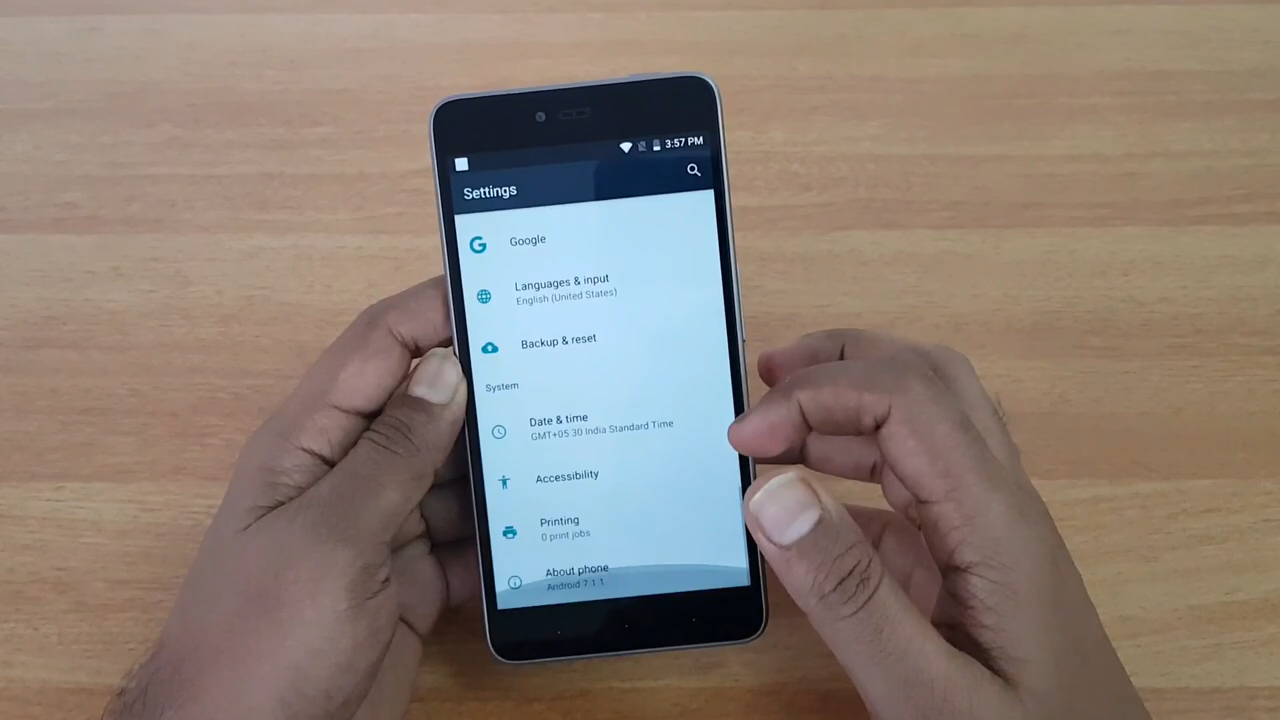 3:57 PM
Settings
Google
Languages & input
English (United States)
Backup & reset
System
Date & time
GMT+05:30 India Standard Time
Accessibility
Printing
0 print jobs
About phone
Android 7.1.1